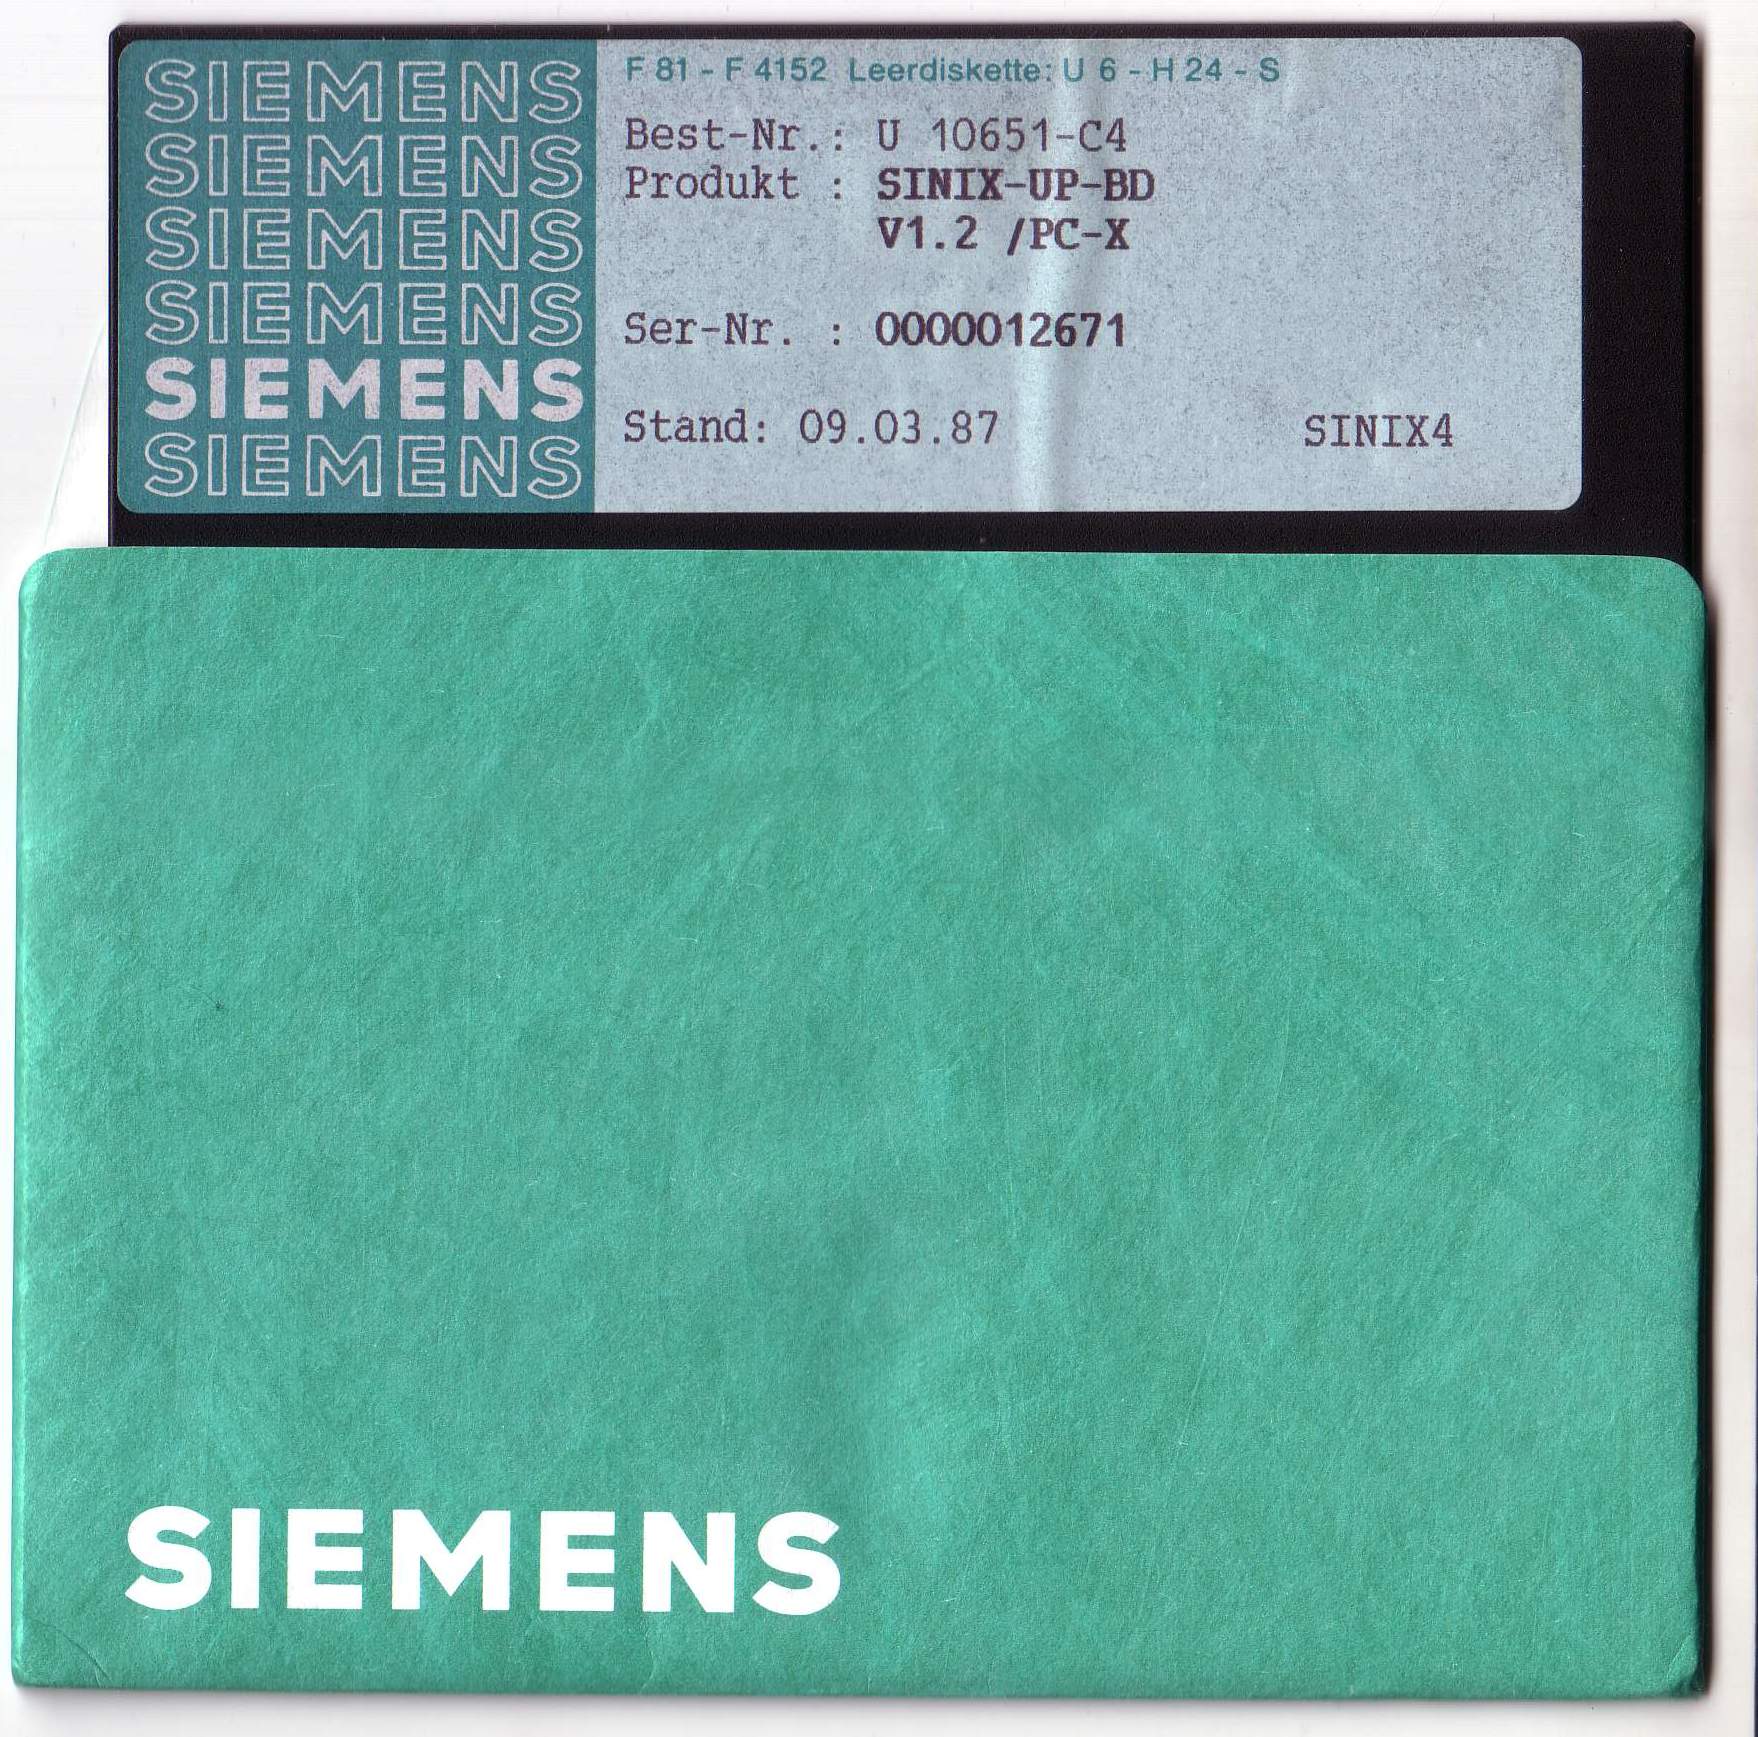 SIEMENS
SIEMENS
SIEMENS
SIEMENS
SIEMENS
SIEMENS
F 81 - F 4152 Leerdiskette: U 6 - H 24 - S
Best-Nr.: U 10651-C4
Produkt : SINIX-UP-BD
V1.2 /PC-X
Ser-Nr. : 0000012671
Stand: 09.03.87 SINIX4
SIEMENS